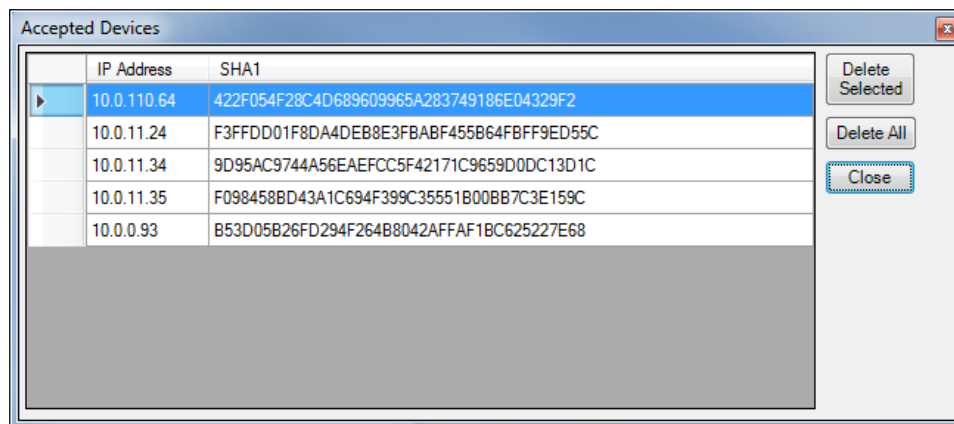 Accepted Devices
IP Address SHA1
10.0.110.64 422F054F28C4D689609965A283749186E04329F2
10.0.11.24 F3FFDD01F8DA4DEB8E3FBABF455B64FBFF9ED55C
10.0.11.34 9D95AC9744A56EAEFCC5F42171C9659D0DC13D1C
10.0.11.35 F098458BD43A1C694F399C35551B00BB7C3E159C
10.0.0.93 B53D05B26FD294F264B8042AFFAF1BC625227E68
Delete
Selected
Delete All
Close